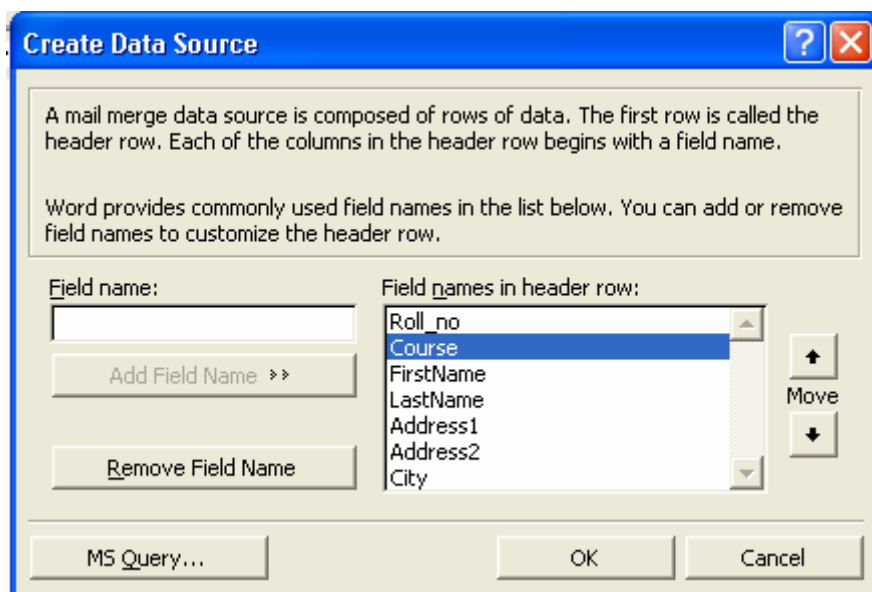 Create Data Source
A mail merge data source is composed of rows of data. The first row is called the
header row. Each of the columns in the header row begins with a field name.
Word provides commonly used field names in the list below. You can add or remove
field names to customize the header row.
Field name:
Field names in header row:
Add Field Name >>
Remove Field Name
Roll_no
Course
FirstName
LastName
Address1
Address2
City
Move
MS Query...
OK
Cancel